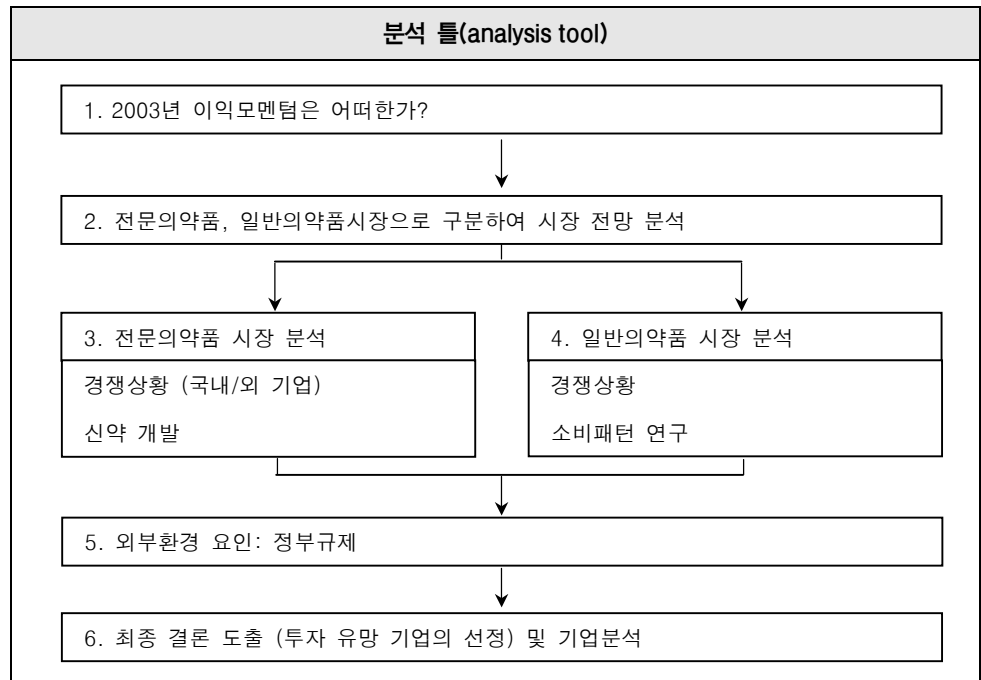 분석 틀(analysis tool)
1. 2003년 이익모멘텀은 어떠한가?
2. 전문의약품, 일반의약품시장으로 구분하여 시장 전망 분석
3. 전문의약품 시장 분석
경쟁상황 (국내/외 기업)
신약 개발
4. 일반의약품 시장 분석
경쟁상황
소비패턴 연구
5. 외부환경 요인: 정부규제
6. 최종 결론 도출 (투자 유망 기업의 선정) 및 기업분석